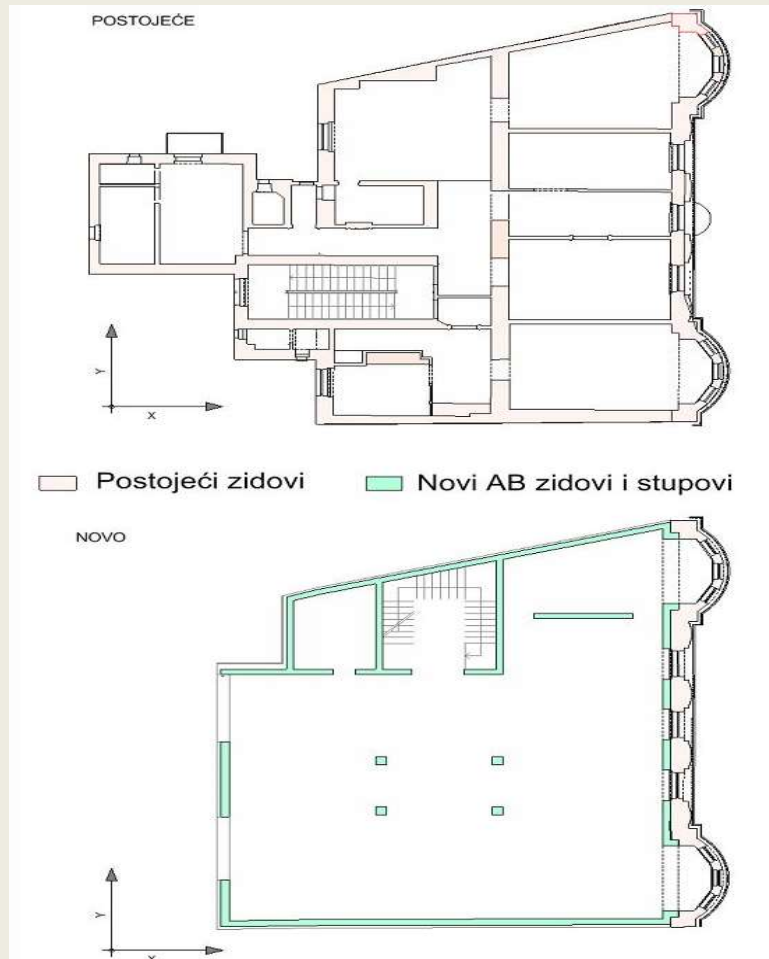 POSTOJEĆE
Y
X
Postojeći zidovi
Novi AB zidovi i stupovi
NOVO
Y
X